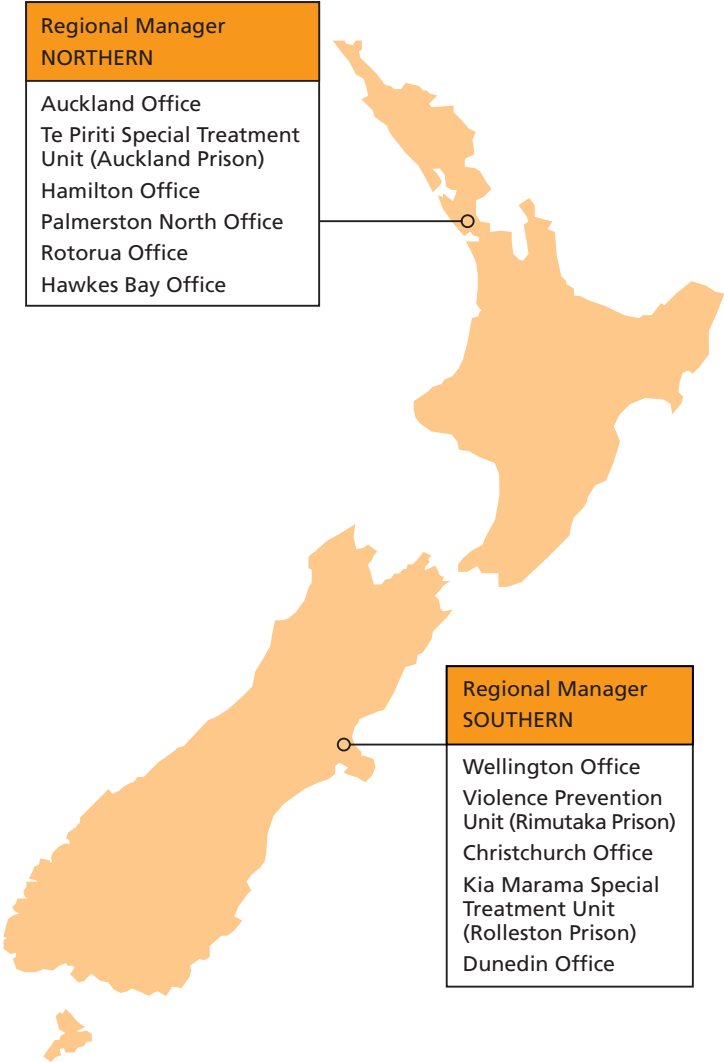 Regional Manager
NORTHERN
Auckland Office
Te Piriti Special Treatment
Unit (Auckland Prison)
Hamilton Office
Palmerston North Office
Rotorua Office
Hawkes Bay Office
Regional Manager
SOUTHERN
Wellington Office
Violence Prevention
Unit (Rimutaka Prison)
Christchurch Office
Kia Marama Special
Treatment Unit
(Rolleston Prison)
Dunedin Office